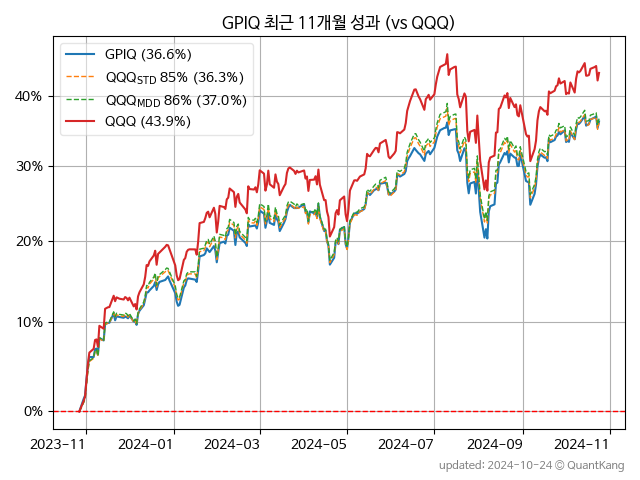 GPIQ 최근 11개월 성과 (vs QQQ)
GPIQ (36.6%)
QQQSTD 85% (36.3%)
QQQMDD 86% (37.0%)
QQQ (43.9%)
40%
30%
20%
10%
0%
2023-11 2024-01 2024-03 2024-05 2024-07 2024-09 2024-11
updated: 2024-10-24 © QuantKang